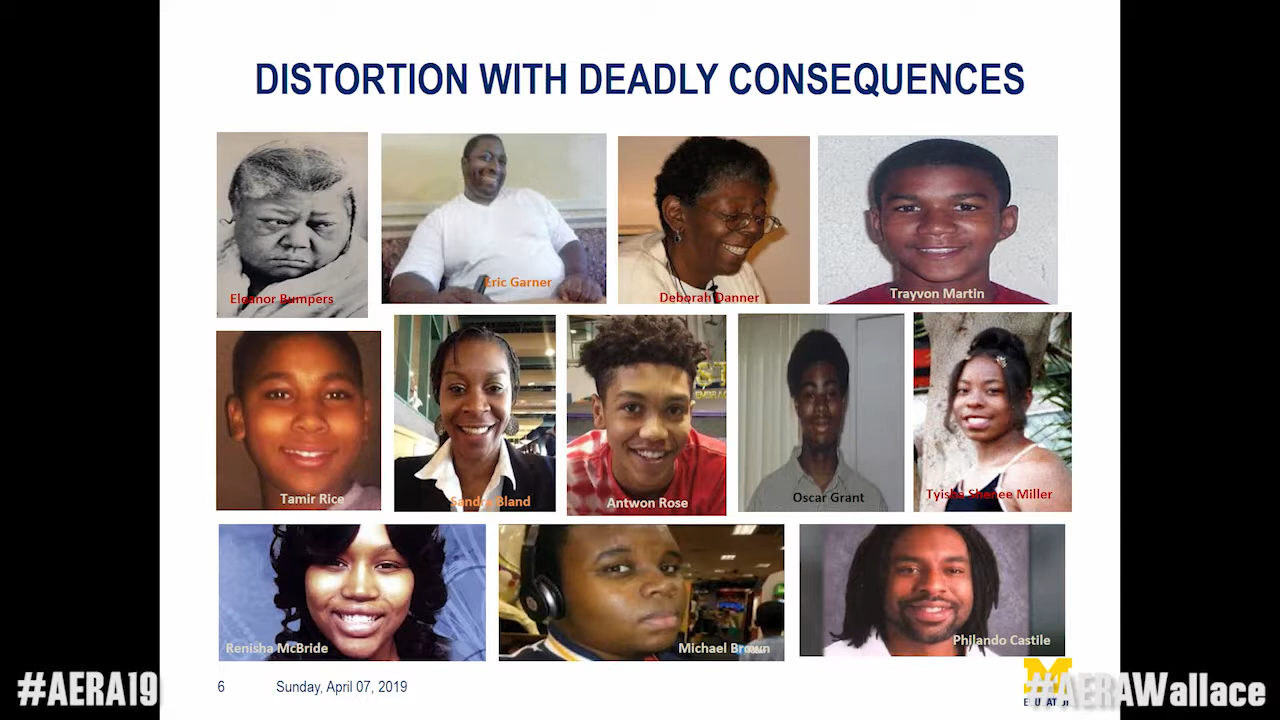 DISTORTION WITH DEADLY CONSEQUENCES
Eleanor Bumpers
Eric Garner
Deborah Danner
Trayvon Martin
Tamir Rice
Sandra Bland
Antwon Rose
Oscar Grant
Tyisha Shenee Miller
Renisha McBride
Michael Brown
Philando Castile
6
Sunday, April 07, 2019
M
#AERA19
#AERAWallace